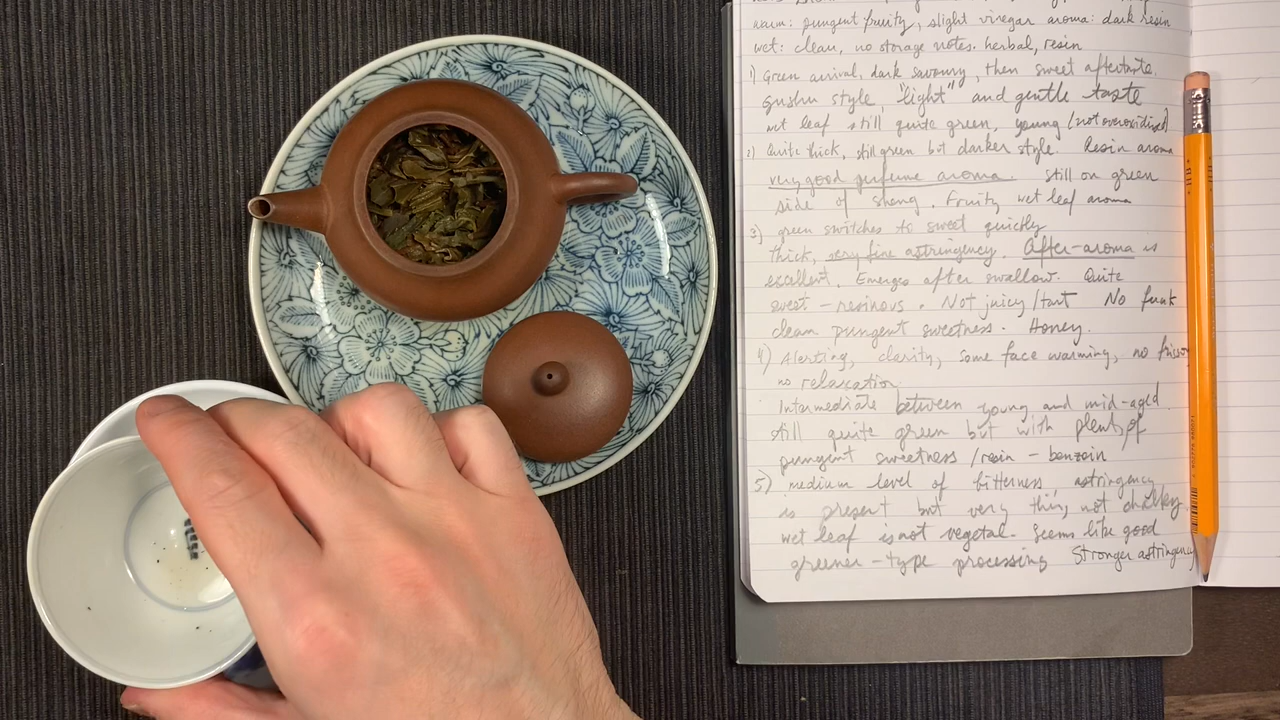 warm: pungent fruity, slight vinegar aroma: dark resin
wet: clean, no storage notes. herbal, resin
1) Green arrival, dark savoury, then sweet aftertaste.
gushu style, "light" and gentle taste
wet leaf still quite green, young (not overoxidized)
2) Quite thick, still green but darker style. Resin aroma
very good perfume aroma. Still on green
side of sheng. Fruity wet leaf aroma
3) green switches to sweet quickly
thick, very fine astringency. After-aroma is
excellent. Emerges after swallow. Quite
sweet - resinous. Not juicy/tart No funk
clean pungent sweetness. Honey.
4) Alerting, clarity, some face warming, no
no relaxation
Intermediate between young and mid-aged
still quite green but with plenty of
pungent sweetness/resin - benzoin
5) medium level of bitterness, astringency
is present but very thin, not chalky.
wet leaf is not vegetal. Seems like good
greener-type processing Stronger astringency